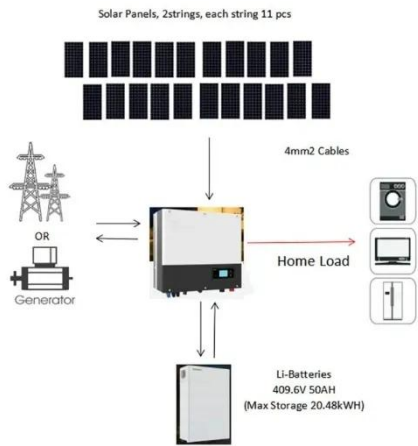 Solar Panels, 2strings, each string 11 pcs
4mm2 Cables
OR
Generator
Home Load
Li-Batteries
409.6V 50AH
(Max Storage 20.48kWH)